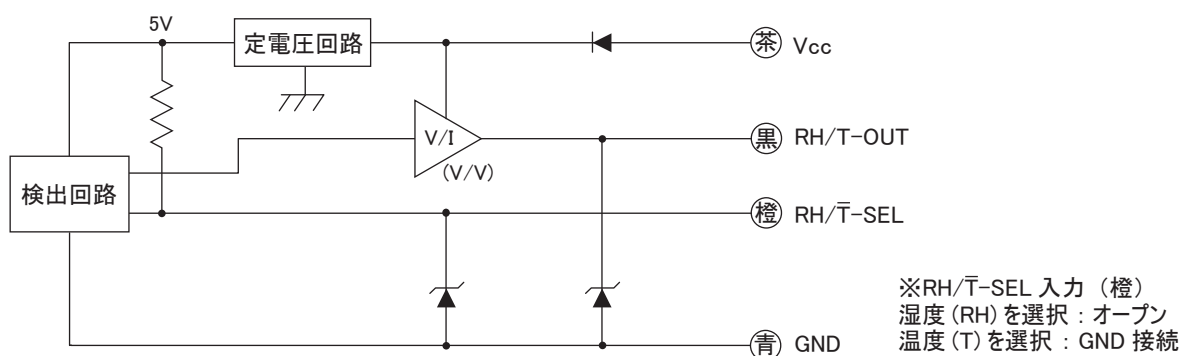 5V
定電圧回路
茶 Vcc
V/I
(V/V)
黒 RH/T-OUT
検出回路
橙 RH/T̅-SEL
※RH/T̅-SEL 入力 (橙)
湿度 (RH) を選択 : オープン
温度 (T) を選択 : GND 接続
青 GND